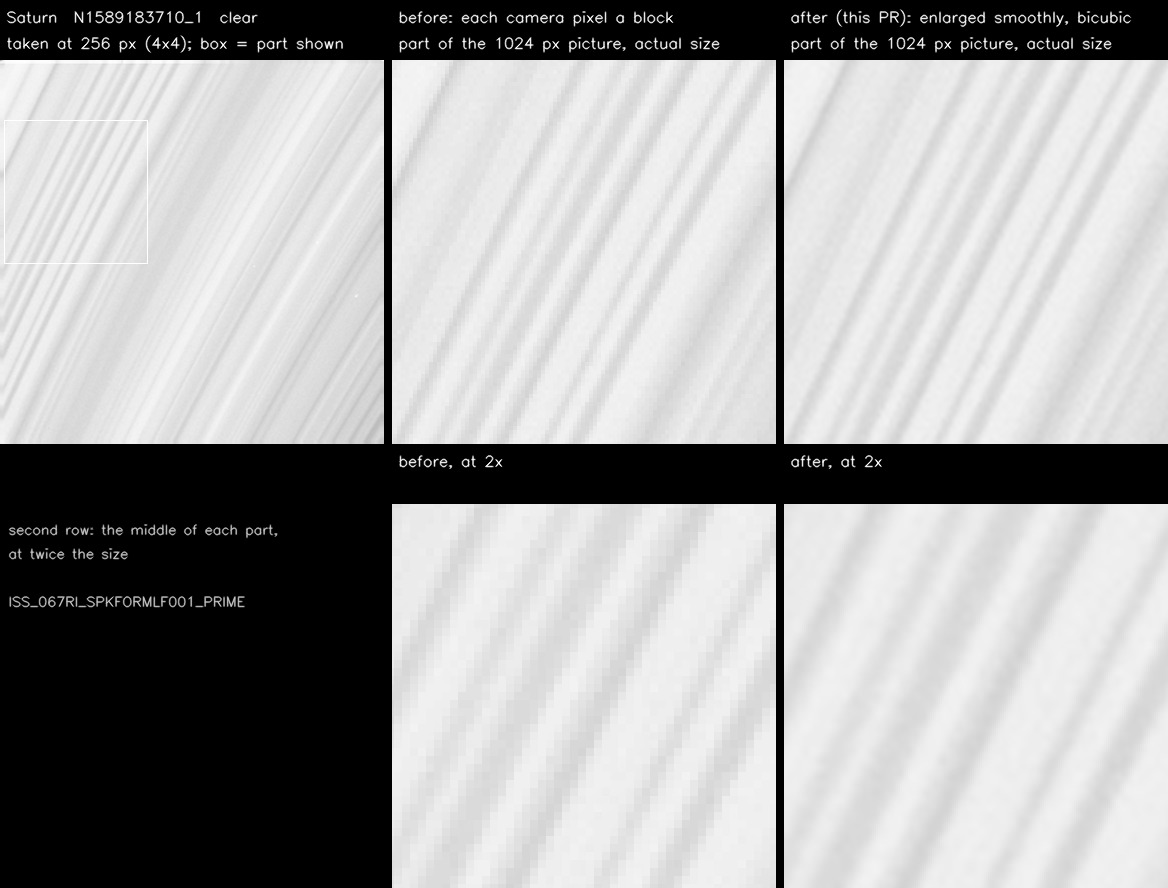 Saturn N1589183710_1 clear
taken at 256 px (4x4); box = part shown
before: each camera pixel a block
part of the 1024 px picture, actual size
after (this PR): enlarged smoothly, bicubic
part of the 1024 px picture, actual size
before, at 2x
after, at 2x
second row: the middle of each part,
at twice the size
ISS_067RI_SPKFORMLF001_PRIME